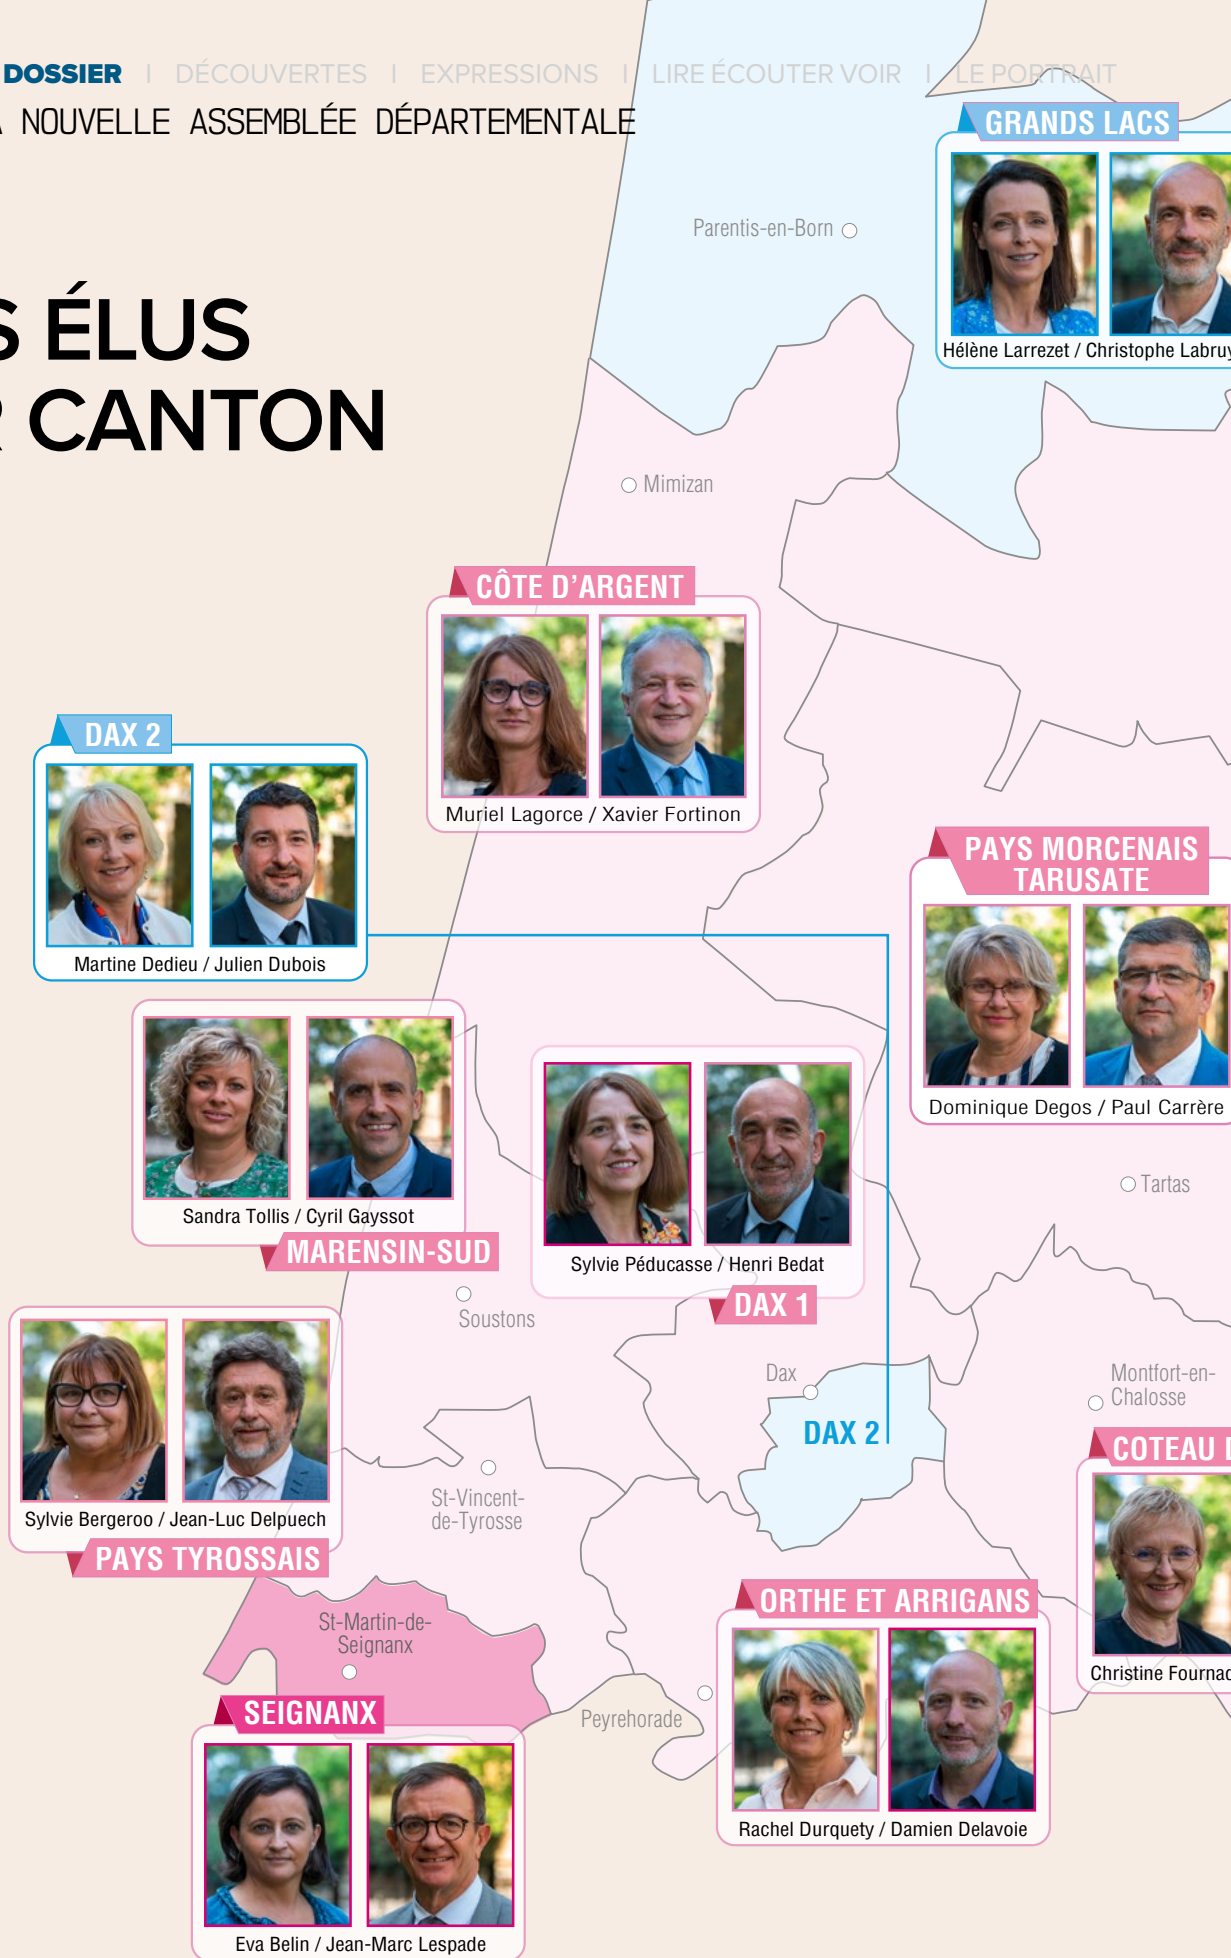 DOSSIER I DÉCOUVERTES I EXPRESSIONS I LIRE ÉCOUTER VOIR I LE PORTRAIT
NOUVELLE ASSEMBLÉE DÉPARTEMENTALE
ÉLUS
CANTON
GRANDS LACS
Hélène Larrezet / Christophe
Parentis-en-Born
Mimizan
CÔTE D'ARGENT
Muriel Lagorce / Xavier Fortinon
DAX 2
Martine Dedieu / Julien Dubois
PAYS MORCENAIS
TARUSATE
Dominique Degos / Paul Carrère
Sandra Tollis / Cyril Gayssot
MARENSIN-SUD
Sylvie Péducasse / Henri Bedat
DAX 1
Tartas
Soustons
Sylvie Bergeroo / Jean-Luc Delpuech
PAYS TYROSSAIS
Dax
DAX 2
Montfort-en-
Chalosse
COTEAU
Christine
St-Vincent-
de-Tyrosse
St-Martin-de-
Seignanx
SEIGNANX
Eva Belin / Jean-Marc Lespade
Peyrehorade
ORTHE ET ARRIGANS
Rachel Durquety / Damien Delavoie